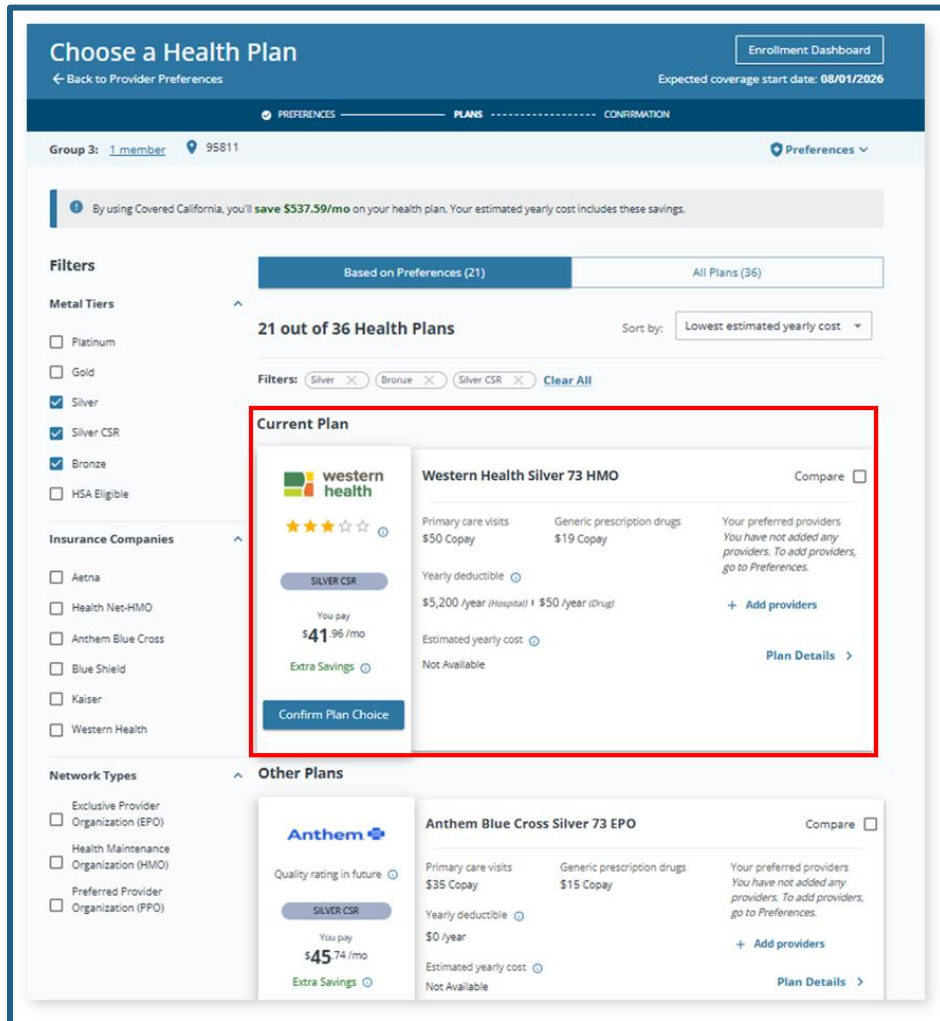 Choose a Health Plan
Enrollment Dashboard
← Back to Provider Preferences
Expected coverage start date: 08/01/2026
PREFERENCES
PLANS
CONFIRMATION
Group 3: 1 member
95811
Preferences
By using Covered California, you'll save $537.59/mo on your health plan. Your estimated yearly cost includes these savings.
Filters
Metal Tiers
Platinum
Gold
Silver
Silver CSR
Bronze
HSA Eligible
Insurance Companies
Aetna
Health Net-HMO
Anthem Blue Cross
Blue Shield
Kaiser
Western Health
Network Types
Exclusive Provider
Organization (EPO)
Health Maintenance
Organization (HMO)
Preferred Provider
Organization (PPO)
Based on Preferences (21)
All Plans (36)
21 out of 36 Health Plans
Sort by: Lowest estimated yearly cost
Filters: Silver Bronze Silver CSR Clear All
Current Plan
western
health
SILVER CSR
You pay
$41.96 /mo
Extra Savings
Confirm Plan Choice
Western Health Silver 73 HMO
Compare
Primary care visits
$50 Copay
Generic prescription drugs
$19 Copay
Your preferred providers
You have not added any
providers. To add providers,
go to Preferences.
+ Add providers
Yearly deductible
$5,200 /year (Hospital) I $50 /year (Drug)
Estimated yearly cost
Not Available
Plan Details
Other Plans
Anthem
Quality rating in future
SILVER CSR
You pay
$45.74 /mo
Extra Savings
Anthem Blue Cross Silver 73 EPO
Compare
Primary care visits
$35 Copay
Generic prescription drugs
$15 Copay
Your preferred providers
You have not added any
providers. To add providers,
go to Preferences.
+ Add providers
Yearly deductible
$0 /year
Estimated yearly cost
Not Available
Plan Details